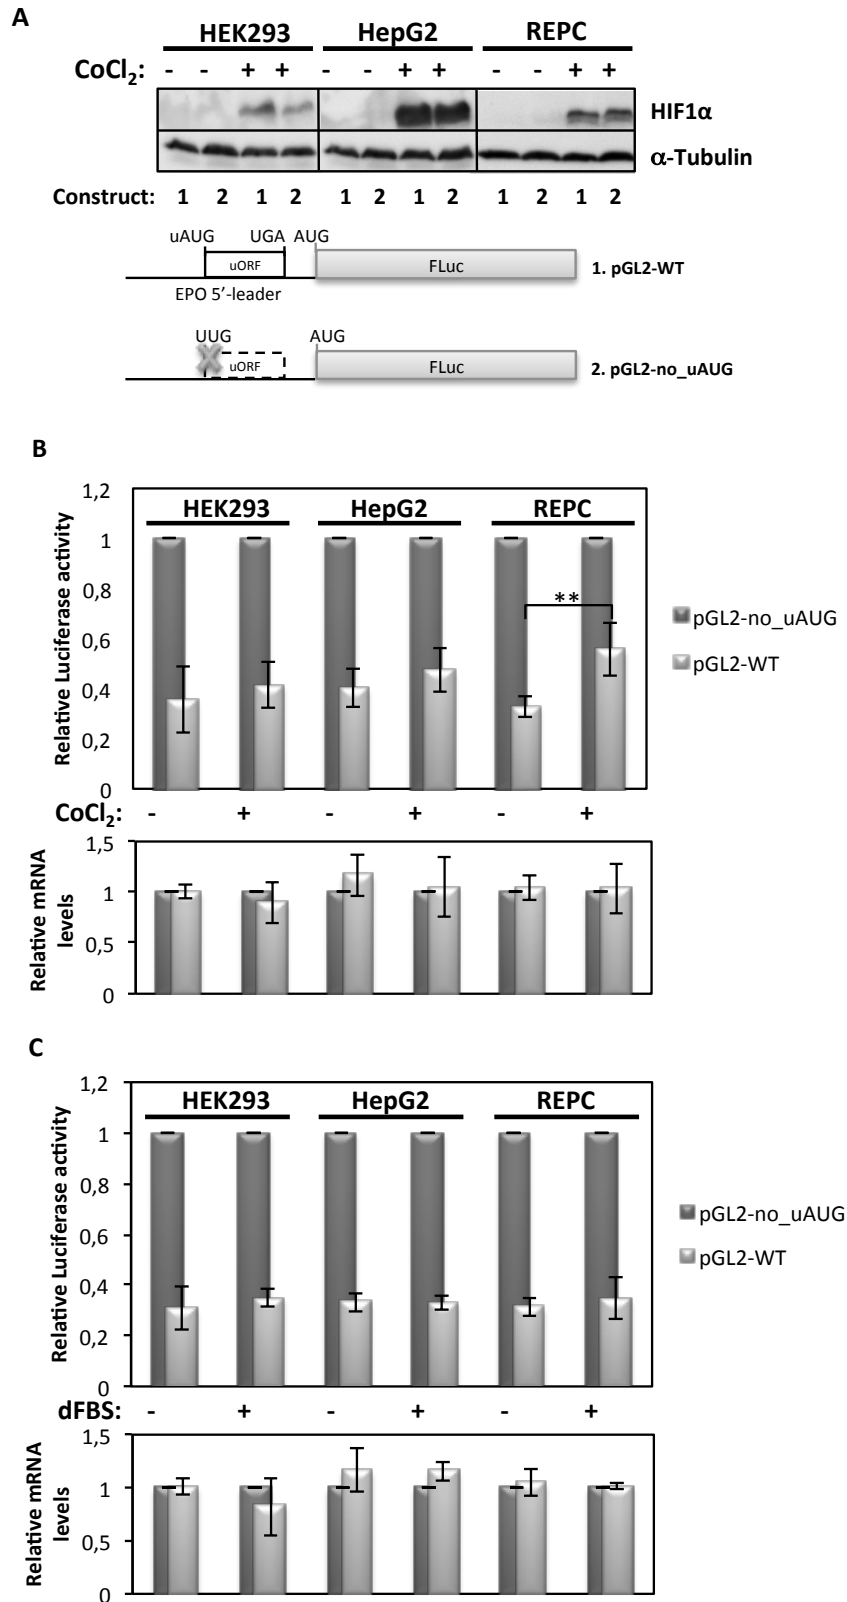 A
HEK293 HepG2 REPC
CoCl₂: - - + + - - + + - - + +
HIF1α
α-Tubulin
Construct: 1 2 1 2 1 2 1 2 1 2 1 2
uAUG UGA AUG
uORF FLuc 1. pGL2-WT
EPO 5’-leader
UUG AUG
uORF FLuc 2. pGL2-no_uAUG
B
Relative Luciferase activity
1,2
1
0,8
0,6
0,4
0,2
0
HEK293 HepG2 REPC
**
pGL2-no_uAUG
pGL2-WT
CoCl₂: - + - + - +
Relative mRNA levels
1,5
1
0,5
0
C
Relative Luciferase activity
1,2
1
0,8
0,6
0,4
0,2
0
HEK293 HepG2 REPC
pGL2-no_uAUG
pGL2-WT
dFBS: - + - + - +
Relative mRNA levels
1,5
1
0,5
0